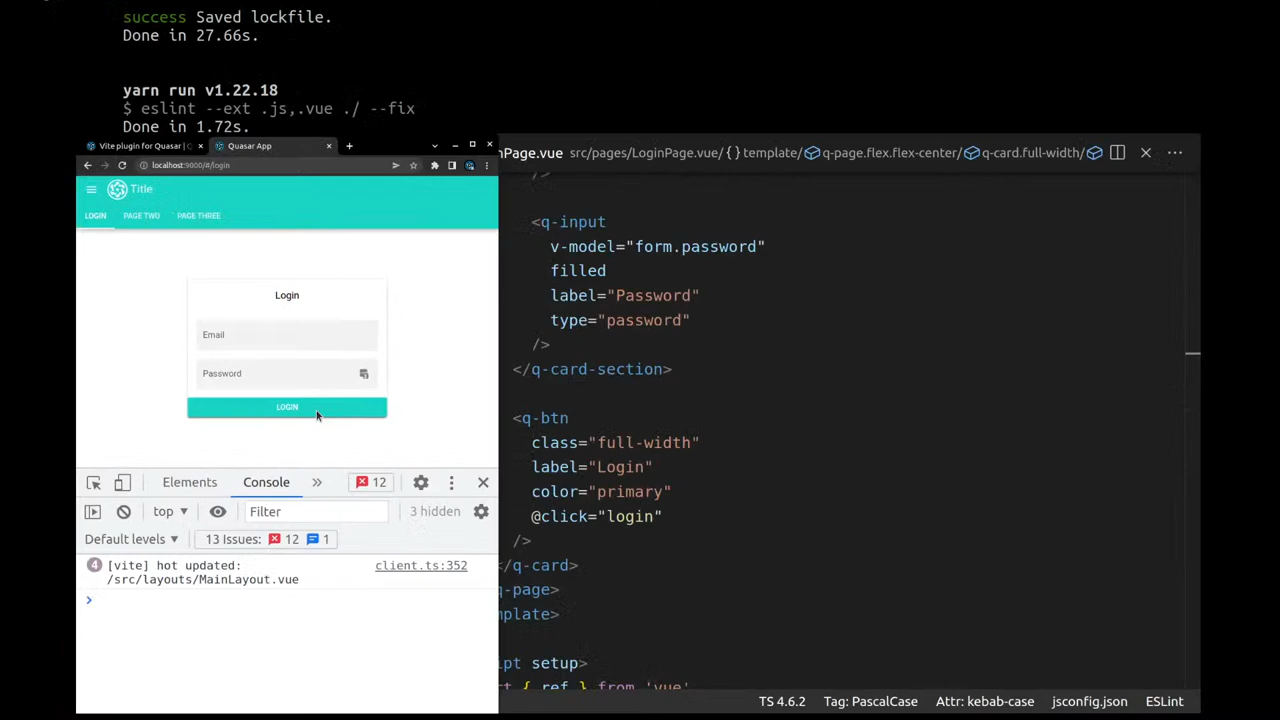 success Saved lockfile.
Done in 27.66s.
yarn run v1.22.18
$ eslint --ext .js,.vue ./ --fix
Done in 1.72s.
Vite plugin for Quasar |
Quasar App
localhost:9000/#/login
Title
LOGIN PAGE TWO PAGE THREE
Login
Email
Password
LOGIN
Elements Console » 12
top Filter 3 hidden
Default levels 13 Issues: 12 1
4 [vite] hot updated: client.ts:352
/src/layouts/MainLayout.vue
>
nPage.vue src/pages/LoginPage.vue/ {} template/ q-page.flex.flex-center/ q-card.full-width/
/>
<q-input
v-model="form.password"
filled
label="Password"
type="password"
/>
</q-card-section>
<q-btn
class="full-width"
label="Login"
color="primary"
@click="login"
/>
</q-card>
q-page>
mplate>
ipt setup>
t { ref } from 'vue'
TS 4.6.2 Tag: PascalCase Attr: kebab-case jsconfig.json ESLint